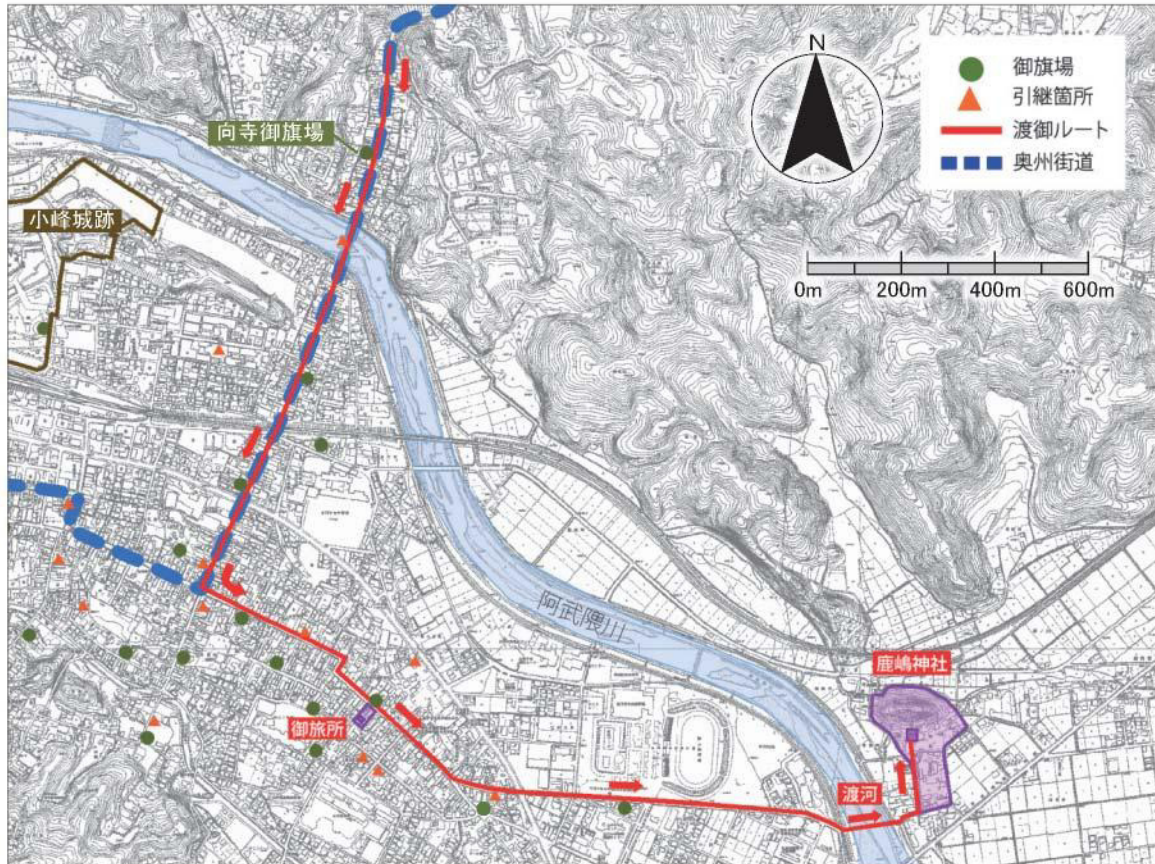 N
御旗場
引継箇所
渡御ルート
奥州街道
0m 200m 400m 600m
向寺御旗場
小峰城跡
阿武隈川
鹿嶋神社
御旅所
渡河